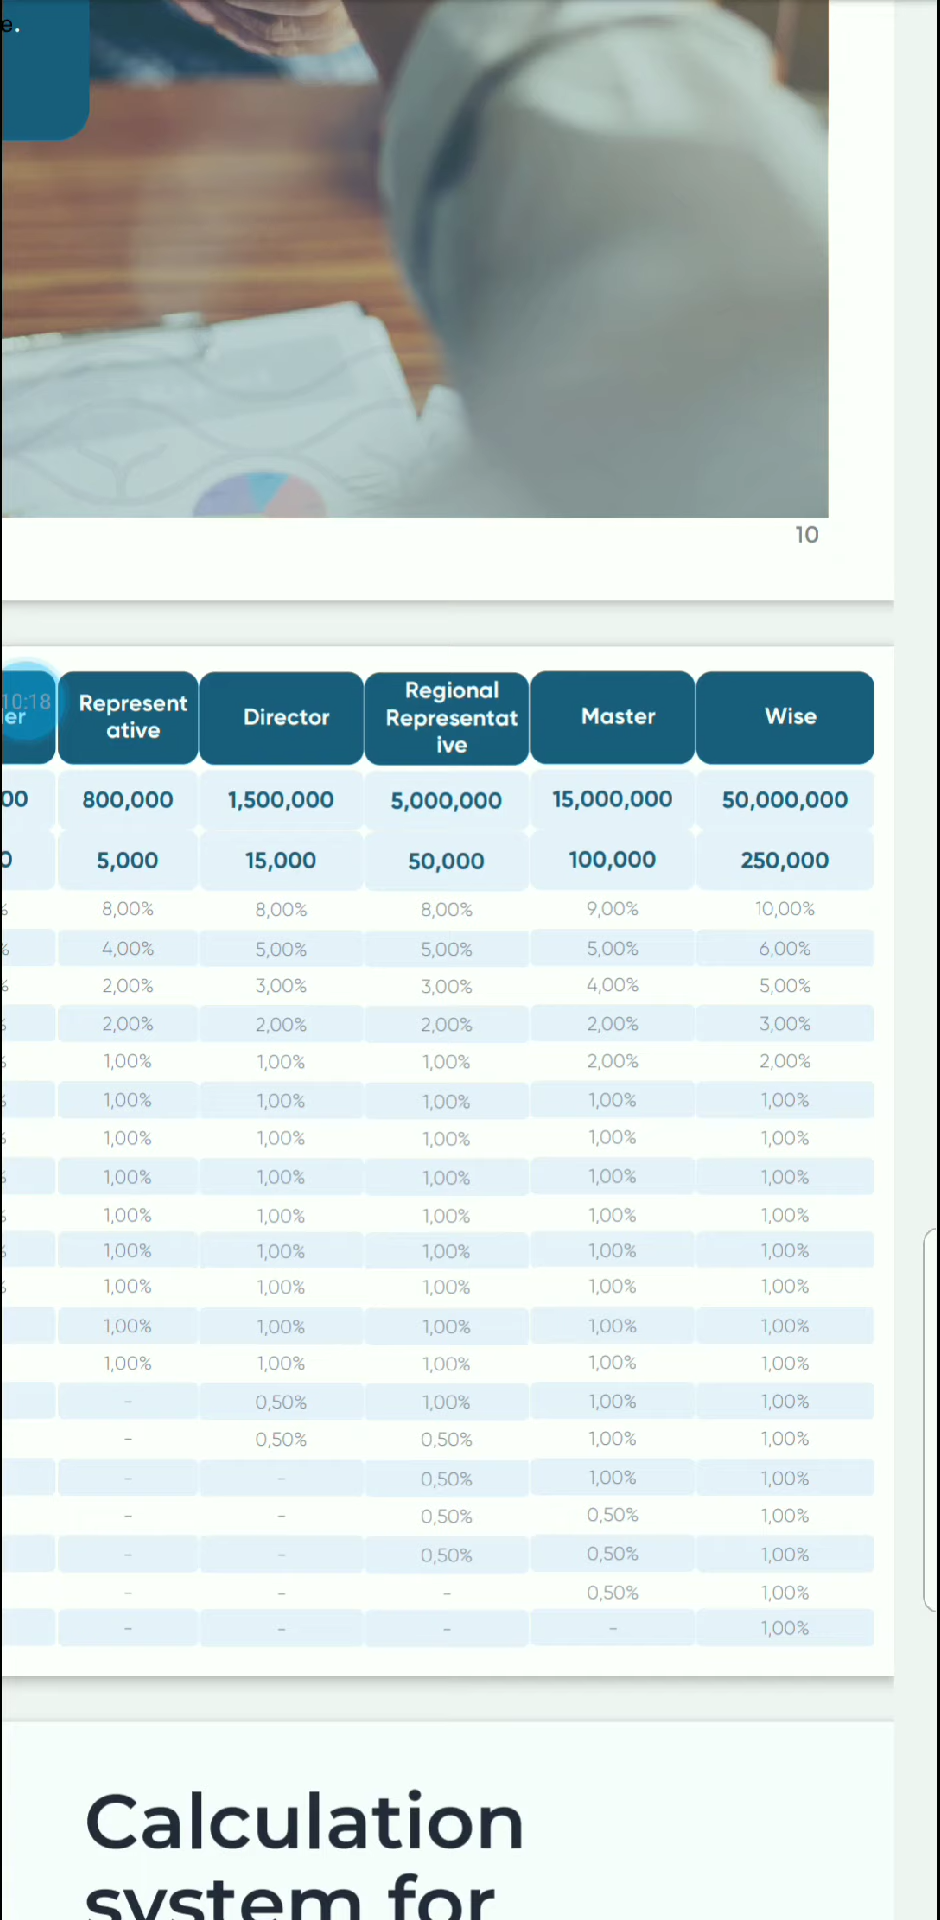 e.
10
10:18
er
Represent
ative
Director
Regional
Representat
ive
Master
Wise
00 800,000 1,500,000 5,000,000 15,000,000 50,000,000
0 5,000 15,000 50,000 100,000 250,000
% 8,00% 8,00% 8,00% 9,00% 10,00%
% 4,00% 5,00% 5,00% 5,00% 6,00%
% 2,00% 3,00% 3,00% 4,00% 5,00%
% 2,00% 2,00% 2,00% 2,00% 3,00%
% 1,00% 1,00% 1,00% 2,00% 2,00%
% 1,00% 1,00% 1,00% 1,00% 1,00%
% 1,00% 1,00% 1,00% 1,00% 1,00%
% 1,00% 1,00% 1,00% 1,00% 1,00%
% 1,00% 1,00% 1,00% 1,00% 1,00%
% 1,00% 1,00% 1,00% 1,00% 1,00%
% 1,00% 1,00% 1,00% 1,00% 1,00%
1,00% 1,00% 1,00% 1,00% 1,00%
1,00% 1,00% 1,00% 1,00% 1,00%
- 0,50% 1,00% 1,00% 1,00%
- 0,50% 0,50% 1,00% 1,00%
- - 0,50% 1,00% 1,00%
- - 0,50% 0,50% 1,00%
- - 0,50% 0,50% 1,00%
- - - 0,50% 1,00%
- - - - 1,00%
Calculation
system for